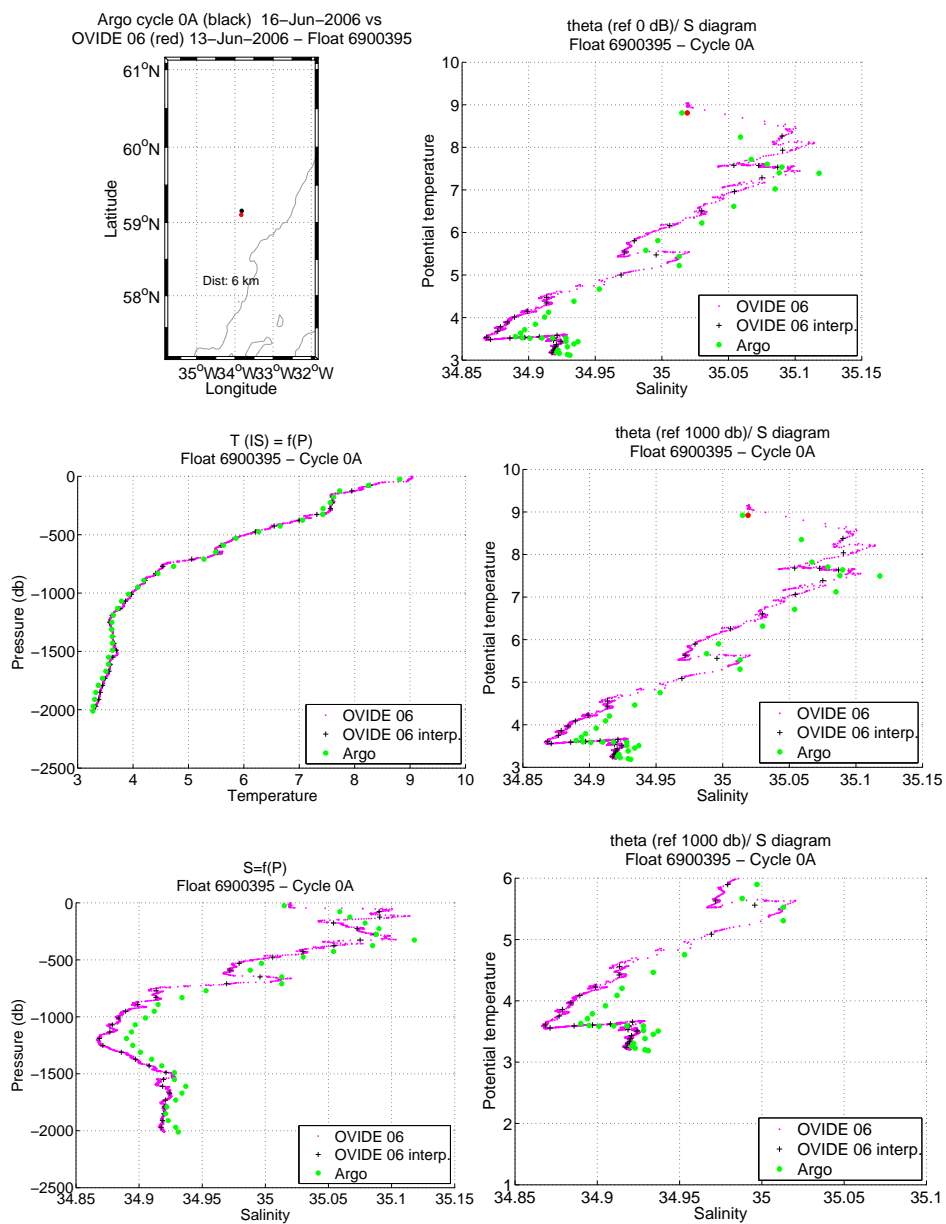 Argo cycle 0A (black)  16−Jun−2006 vs
OVIDE 06 (red) 13−Jun−2006 − Float 6900395
61°N
60°N
59°N
58°N
Latitude
Dist: 6 km
35°W
34°W
33°W
32°W
Longitude
theta (ref 0 dB)/ S diagram
Float 6900395 − Cycle 0A
10
9
8
7
6
5
4
3
Potential temperature
34.85
34.9
34.95
35
35.05
35.1
35.15
Salinity
OVIDE 06
OVIDE 06 interp.
Argo
T (IS) = f(P)
Float 6900395 − Cycle 0A
0
−500
−1000
−1500
−2000
−2500
Pressure (db)
3
4
5
6
7
8
9
10
Temperature
OVIDE 06
OVIDE 06 interp.
Argo
theta (ref 1000 db)/ S diagram
Float 6900395 − Cycle 0A
10
9
8
7
6
5
4
3
Potential temperature
34.85
34.9
34.95
35
35.05
35.1
35.15
Salinity
OVIDE 06
OVIDE 06 interp.
Argo
S=f(P)
Float 6900395 − Cycle 0A
0
−500
−1000
−1500
−2000
−2500
Pressure (db)
34.85
34.9
34.95
35
35.05
35.1
35.15
Salinity
OVIDE 06
OVIDE 06 interp.
Argo
theta (ref 1000 db)/ S diagram
Float 6900395 − Cycle 0A
6
5
4
3
2
1
Potential temperature
34.85
34.9
34.95
35
35.05
35.1
Salinity
OVIDE 06
OVIDE 06 interp.
Argo